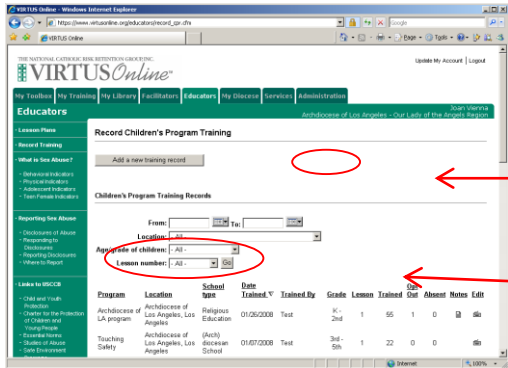 VIRTUS Online - Windows Internet Explorer
https://www.virtusonline.org/educators/record_cpr.cfm
Google
VIRTUS Online
Page
Tools
THE NATIONAL CATHOLIC RISK RETENTION GROUP, INC.
VIRTUS Online™
Update My Account | Logout
My Toolbox My Training My Library Facilitators Educators My Diocese Services Administration
Educators
Joan Vienna
Archdiocese of Los Angeles - Our Lady of the Angels Region
Lesson Plans
Record Training
What is Sex Abuse?
- Behavioral Indicators
- Physical Indicators
- Adolescent Indicators
- Teen Female Indicators
Reporting Sex Abuse
- Disclosures of Abuse
- Responding to
Disclosures
- Reporting Disclosures
- Where to Report
Links to USCCB
- Child and Youth
Protection
- Charter for the Protection
of Children and
Young People
- Essential Norms
- Studies of Abuse
- Safe Environment
Record Children's Program Training
Add a new training record
Children's Program Training Records
From: To:
Location: - All -
Age/grade of children: - All -
Lesson number: - All - Go
Program Location School type Date Trained Trained By Grade Lesson Trained Opt Out Absent Notes Edit
Archdiocese of LA program Archdiocese of Los Angeles, Los Angeles Religious Education 01/26/2008 Test K - 2nd 1 55 1 0
Touching Safety Archdiocese of Los Angeles, Los Angeles (Arch) diocesan School 01/07/2008 Test 3rd - 5th 1 22 0 0
Internet 100%